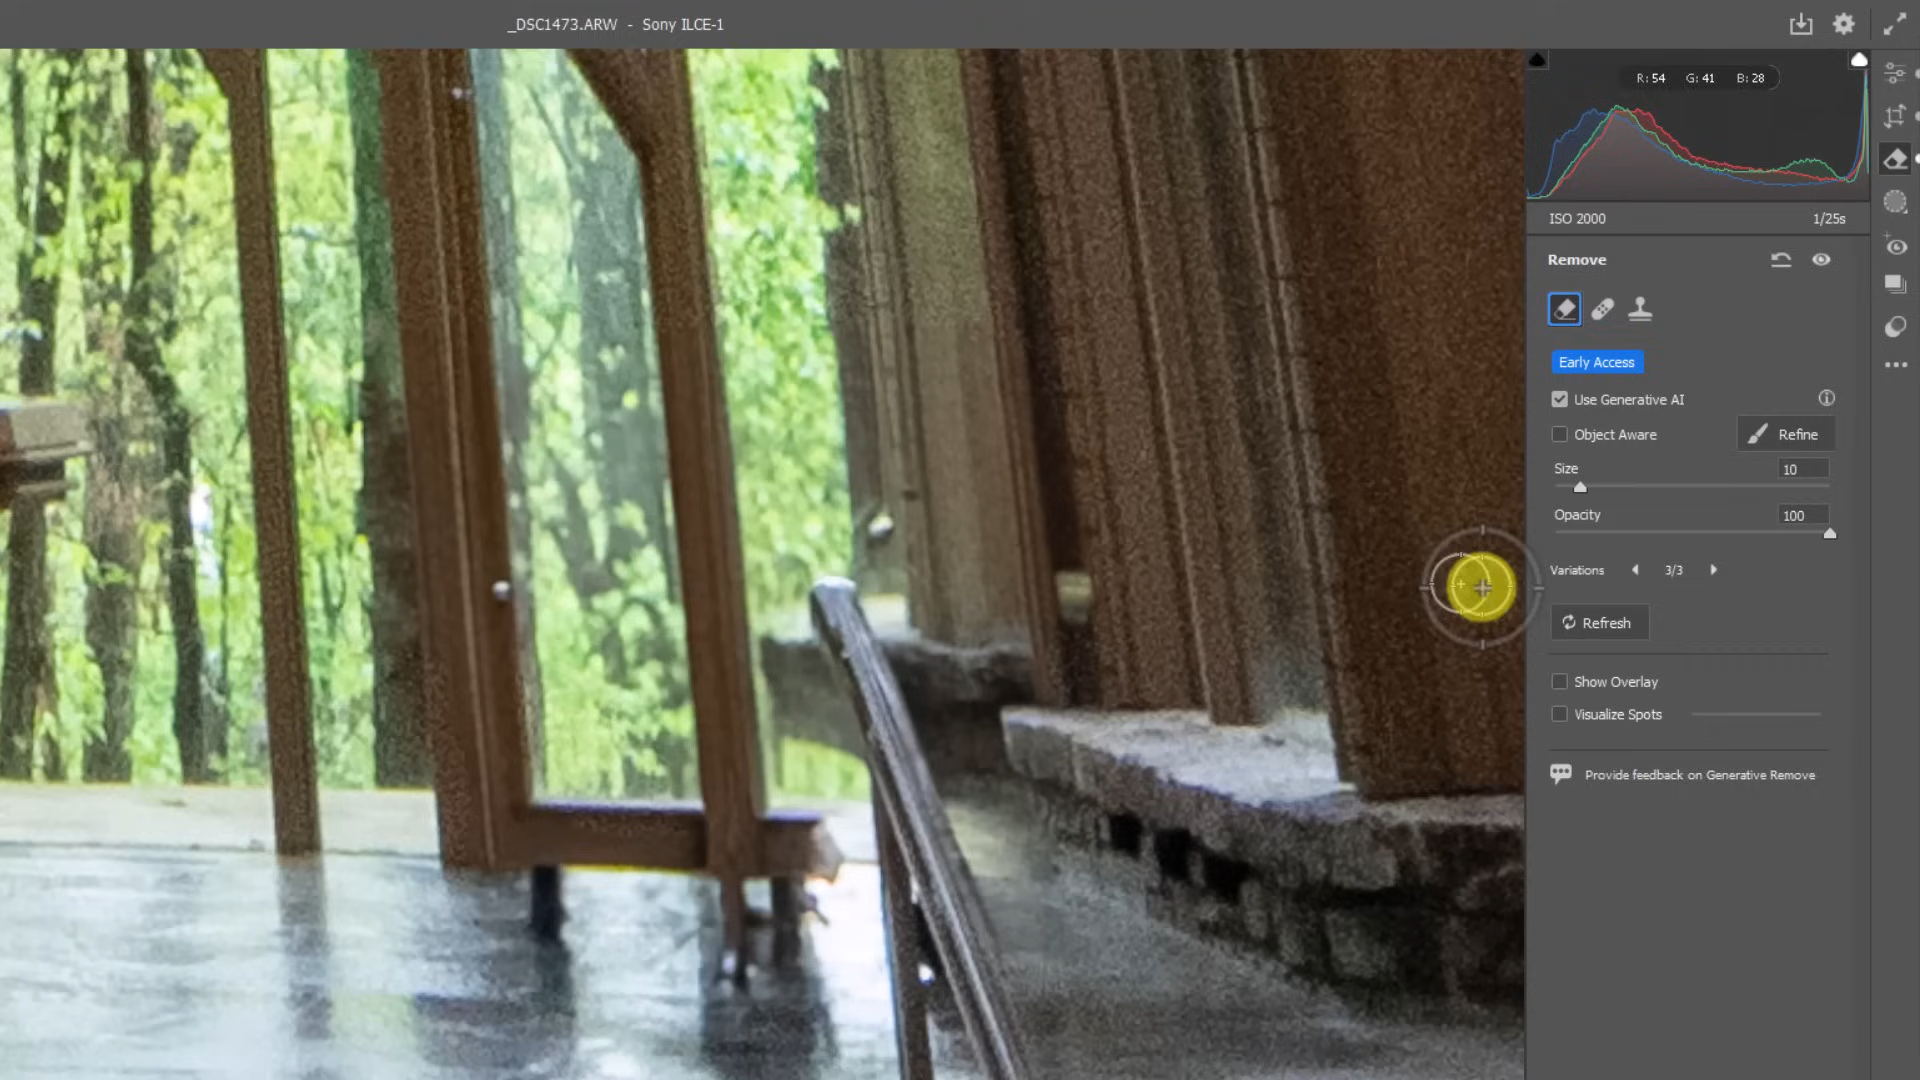 _DSC1473.ARW - Sony ILCE-1
R: 54 G: 41 B: 28
ISO 2000 1/25s
Remove
Early Access
Use Generative AI
Object Aware Refine
Size 10
Opacity 100
Variations 3/3
Refresh
Show Overlay
Visualize Spots
Provide feedback on Generative Remove